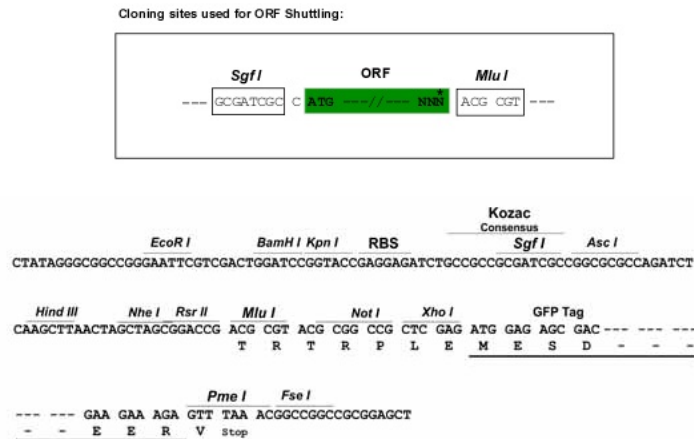 Cloning sites used for ORF Shuttling:
Sgf I ORF Mlu I
--- GCGATCGC C ATG ---//--- NNN* ACG CGT ---
Kozac
Consensus
EcoR I BamH I Kpn I RBS Sgf I Asc I
CTATAGGGCGGCCGGGAATTCGTCGACTGGATCCGGTACCGAGGAGATCTGCCGCCGCGATCGCCGGCGCGCCAGATCT
Hind III Nhe I Rsr II Mlu I Not I Xho I GFP Tag
CAAGCTTAACTAGCTAGCGGACCG ACG CGT ACG CGG CCG CTC GAG ATG GAG AGC GAC --- --- ---
T R T R P L E M E S D - - -
Pme I Fse I
--- --- GAA GAA AGA GTT TAA ACGGCCGGCCGCGGAGCT
- - E E R V Stop